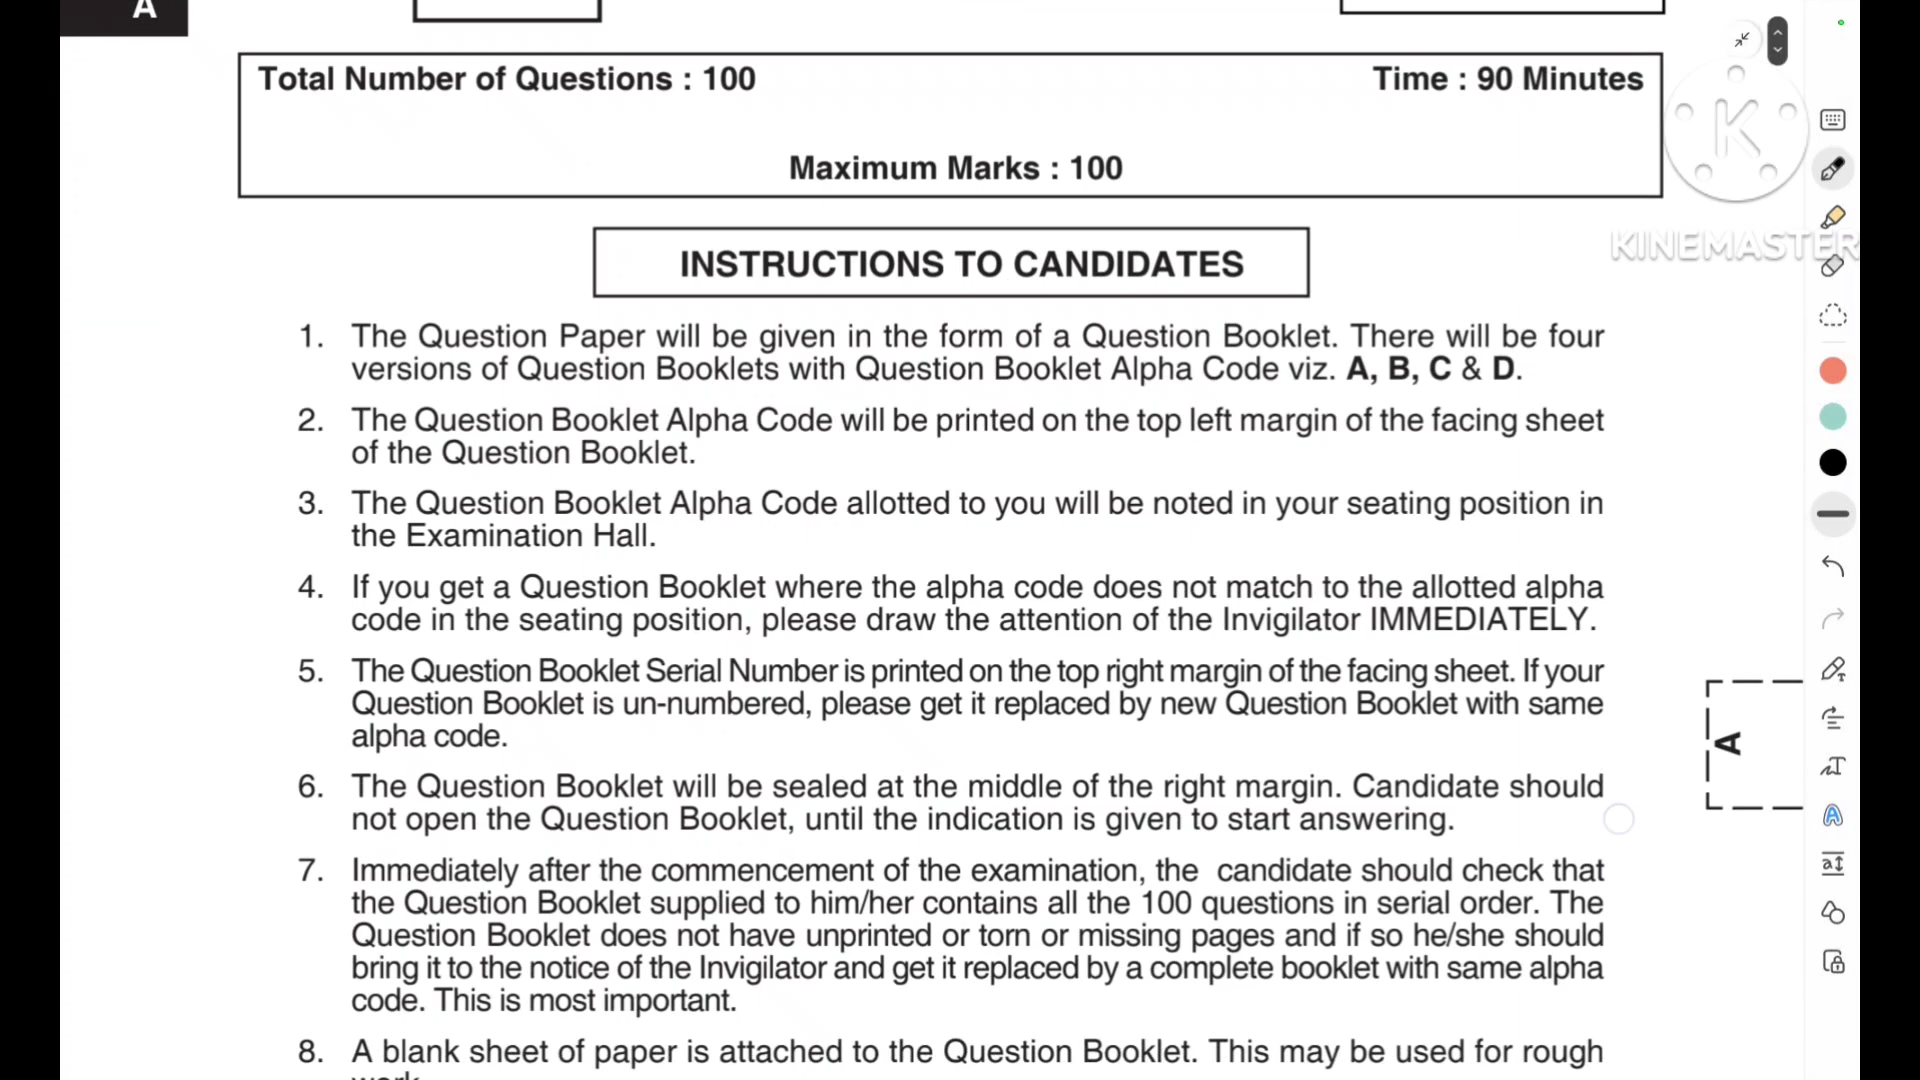 A
Total Number of Questions : 100
Time : 90 Minutes
Maximum Marks : 100
K
KINEMASTER
INSTRUCTIONS TO CANDIDATES
1. The Question Paper will be given in the form of a Question Booklet. There will be four
versions of Question Booklets with Question Booklet Alpha Code viz. A, B, C & D.
2. The Question Booklet Alpha Code will be printed on the top left margin of the facing sheet
of the Question Booklet.
3. The Question Booklet Alpha Code allotted to you will be noted in your seating position in
the Examination Hall.
4. If you get a Question Booklet where the alpha code does not match to the allotted alpha
code in the seating position, please draw the attention of the Invigilator IMMEDIATELY.
5. The Question Booklet Serial Number is printed on the top right margin of the facing sheet. If your
Question Booklet is un-numbered, please get it replaced by new Question Booklet with same
alpha code.
A
6. The Question Booklet will be sealed at the middle of the right margin. Candidate should
not open the Question Booklet, until the indication is given to start answering.
7. Immediately after the commencement of the examination, the candidate should check that
the Question Booklet supplied to him/her contains all the 100 questions in serial order. The
Question Booklet does not have unprinted or torn or missing pages and if so he/she should
bring it to the notice of the Invigilator and get it replaced by a complete booklet with same alpha
code. This is most important.
8. A blank sheet of paper is attached to the Question Booklet. This may be used for rough